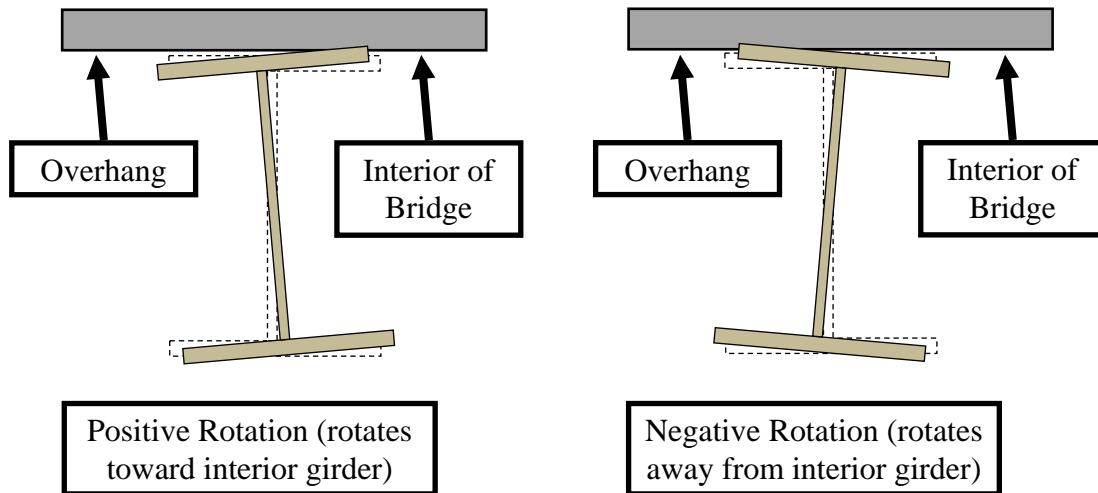 Overhang
Interior of
Bridge
Positive Rotation (rotates
toward interior girder)
Overhang
Interior of
Bridge
Negative Rotation (rotates
away from interior girder)